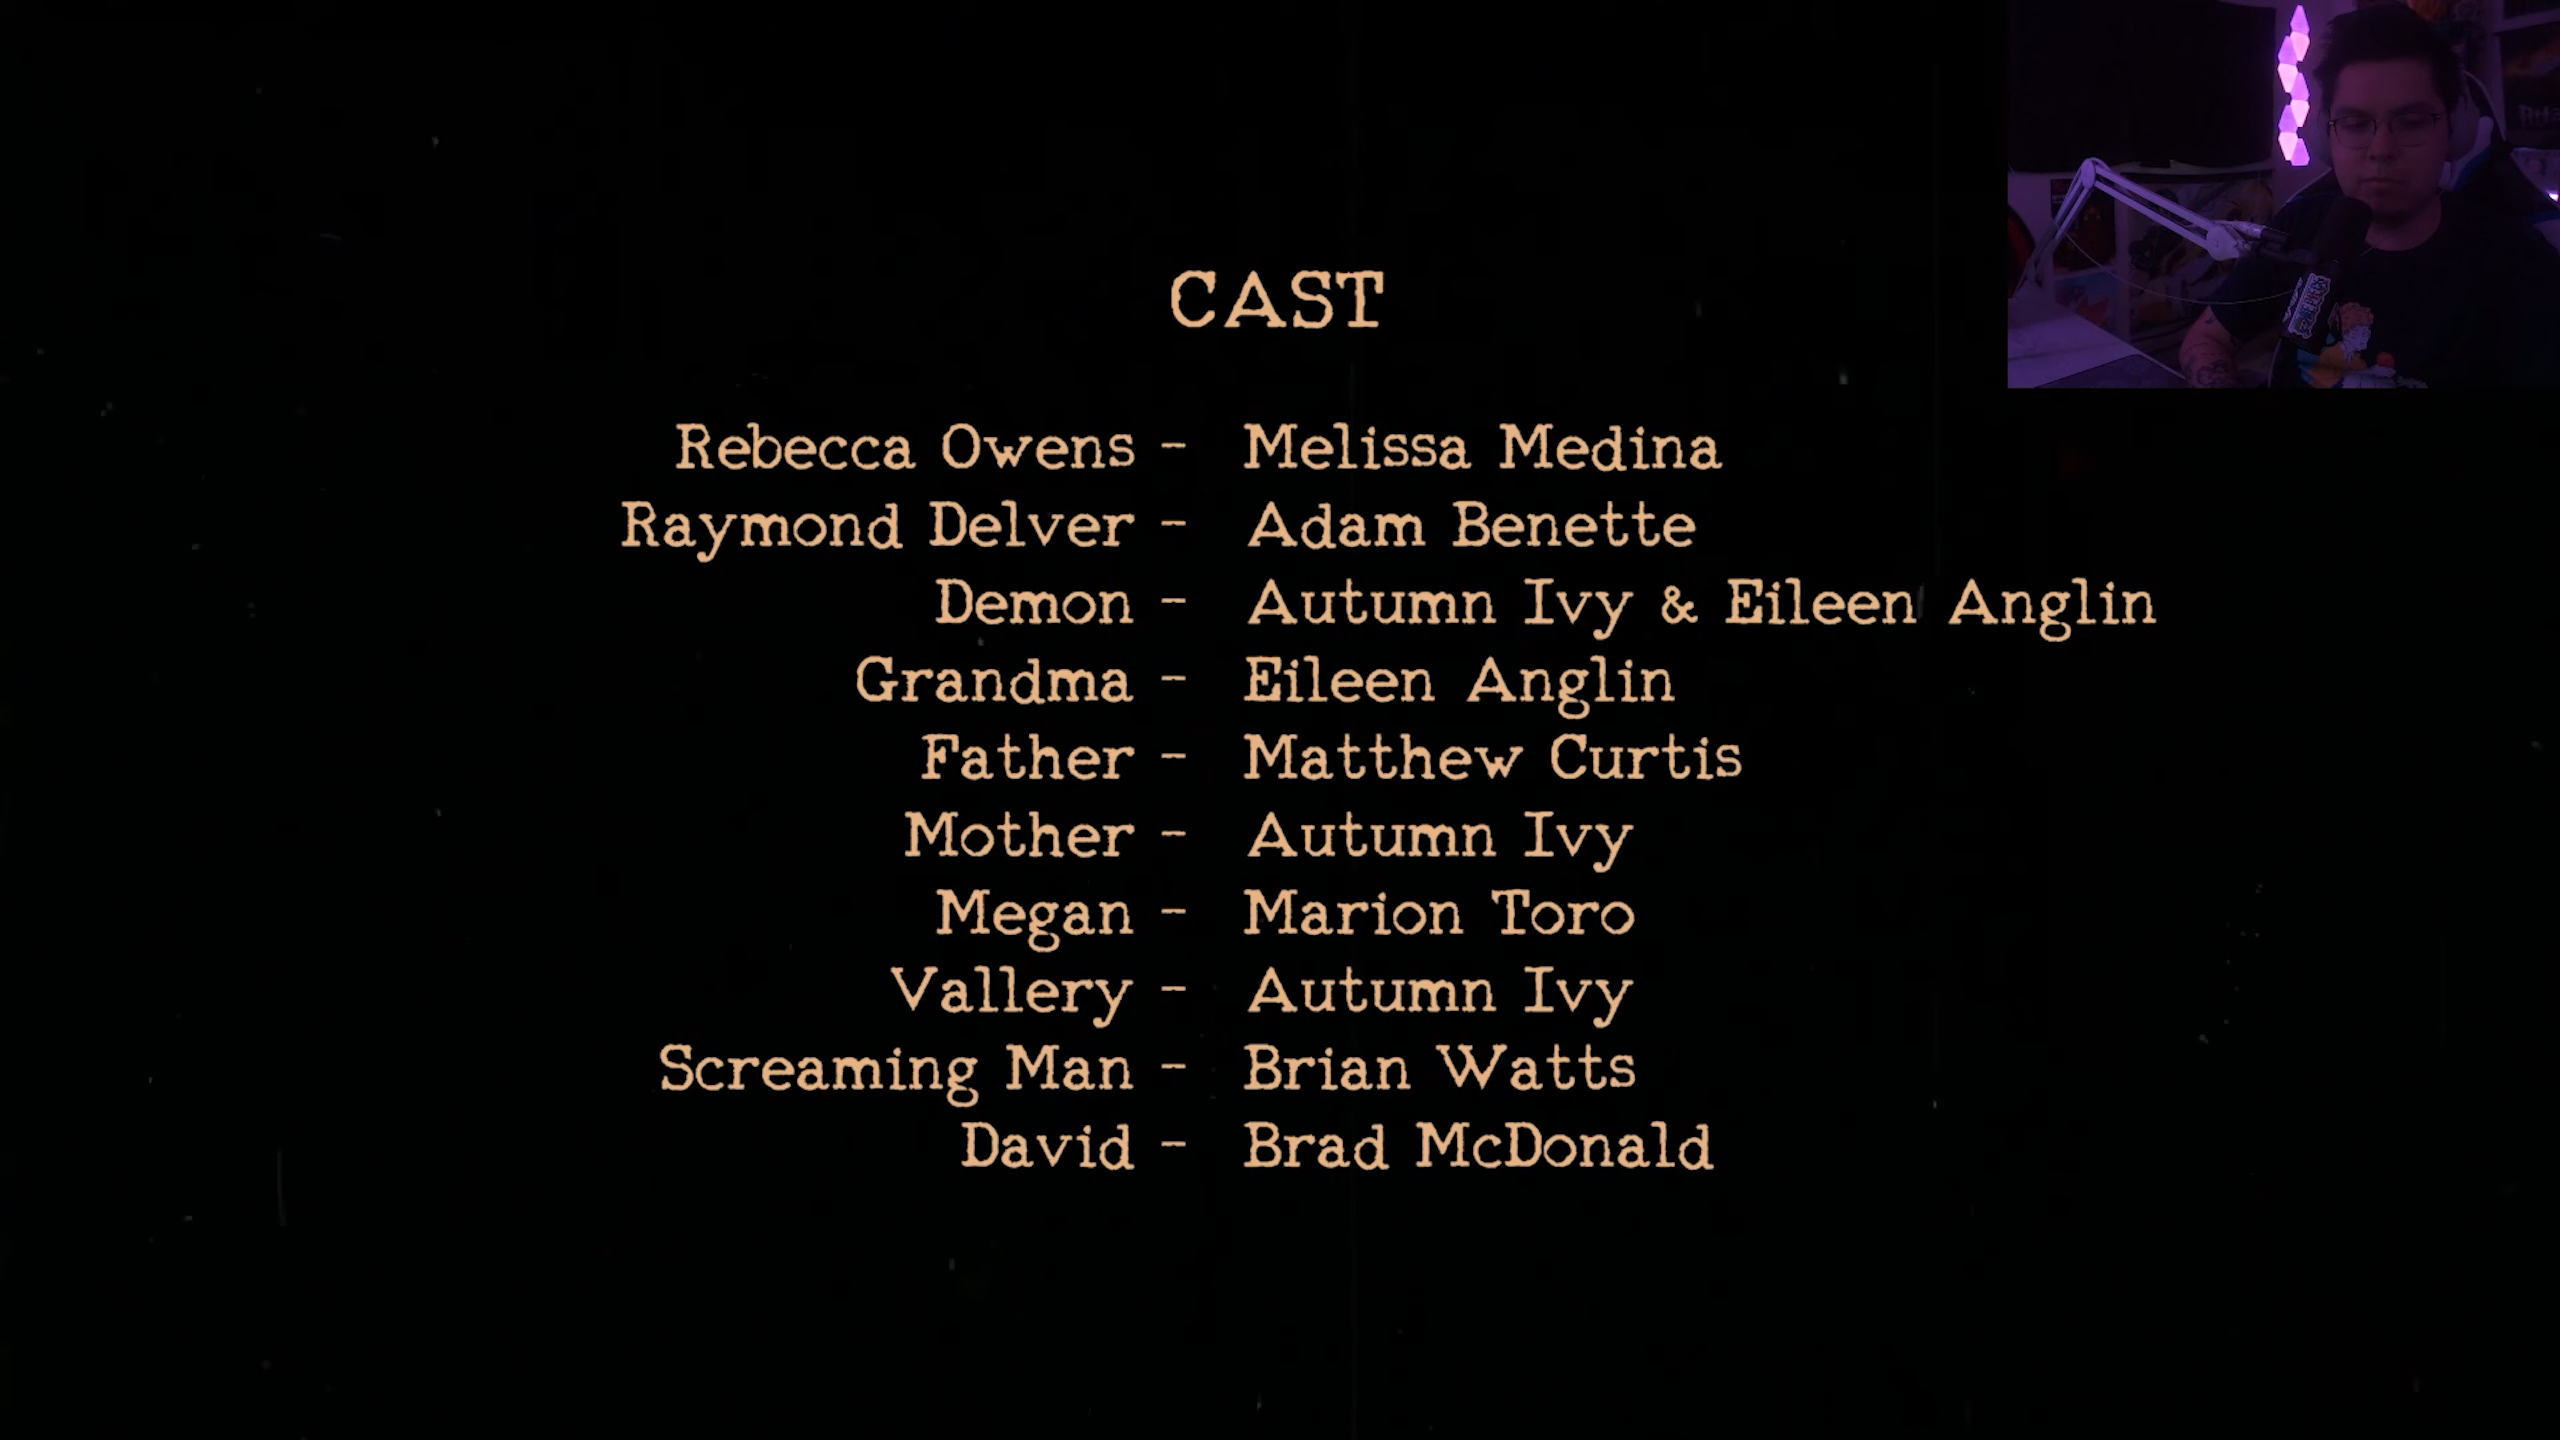 CAST
Rebecca Owens - Melissa Medina
Raymond Delver - Adam Benette
Demon - Autumn Ivy & Eileen Anglin
Grandma - Eileen Anglin
Father - Matthew Curtis
Mother - Autumn Ivy
Megan - Marion Toro
Vallery - Autumn Ivy
Screaming Man - Brian Watts
David - Brad McDonald